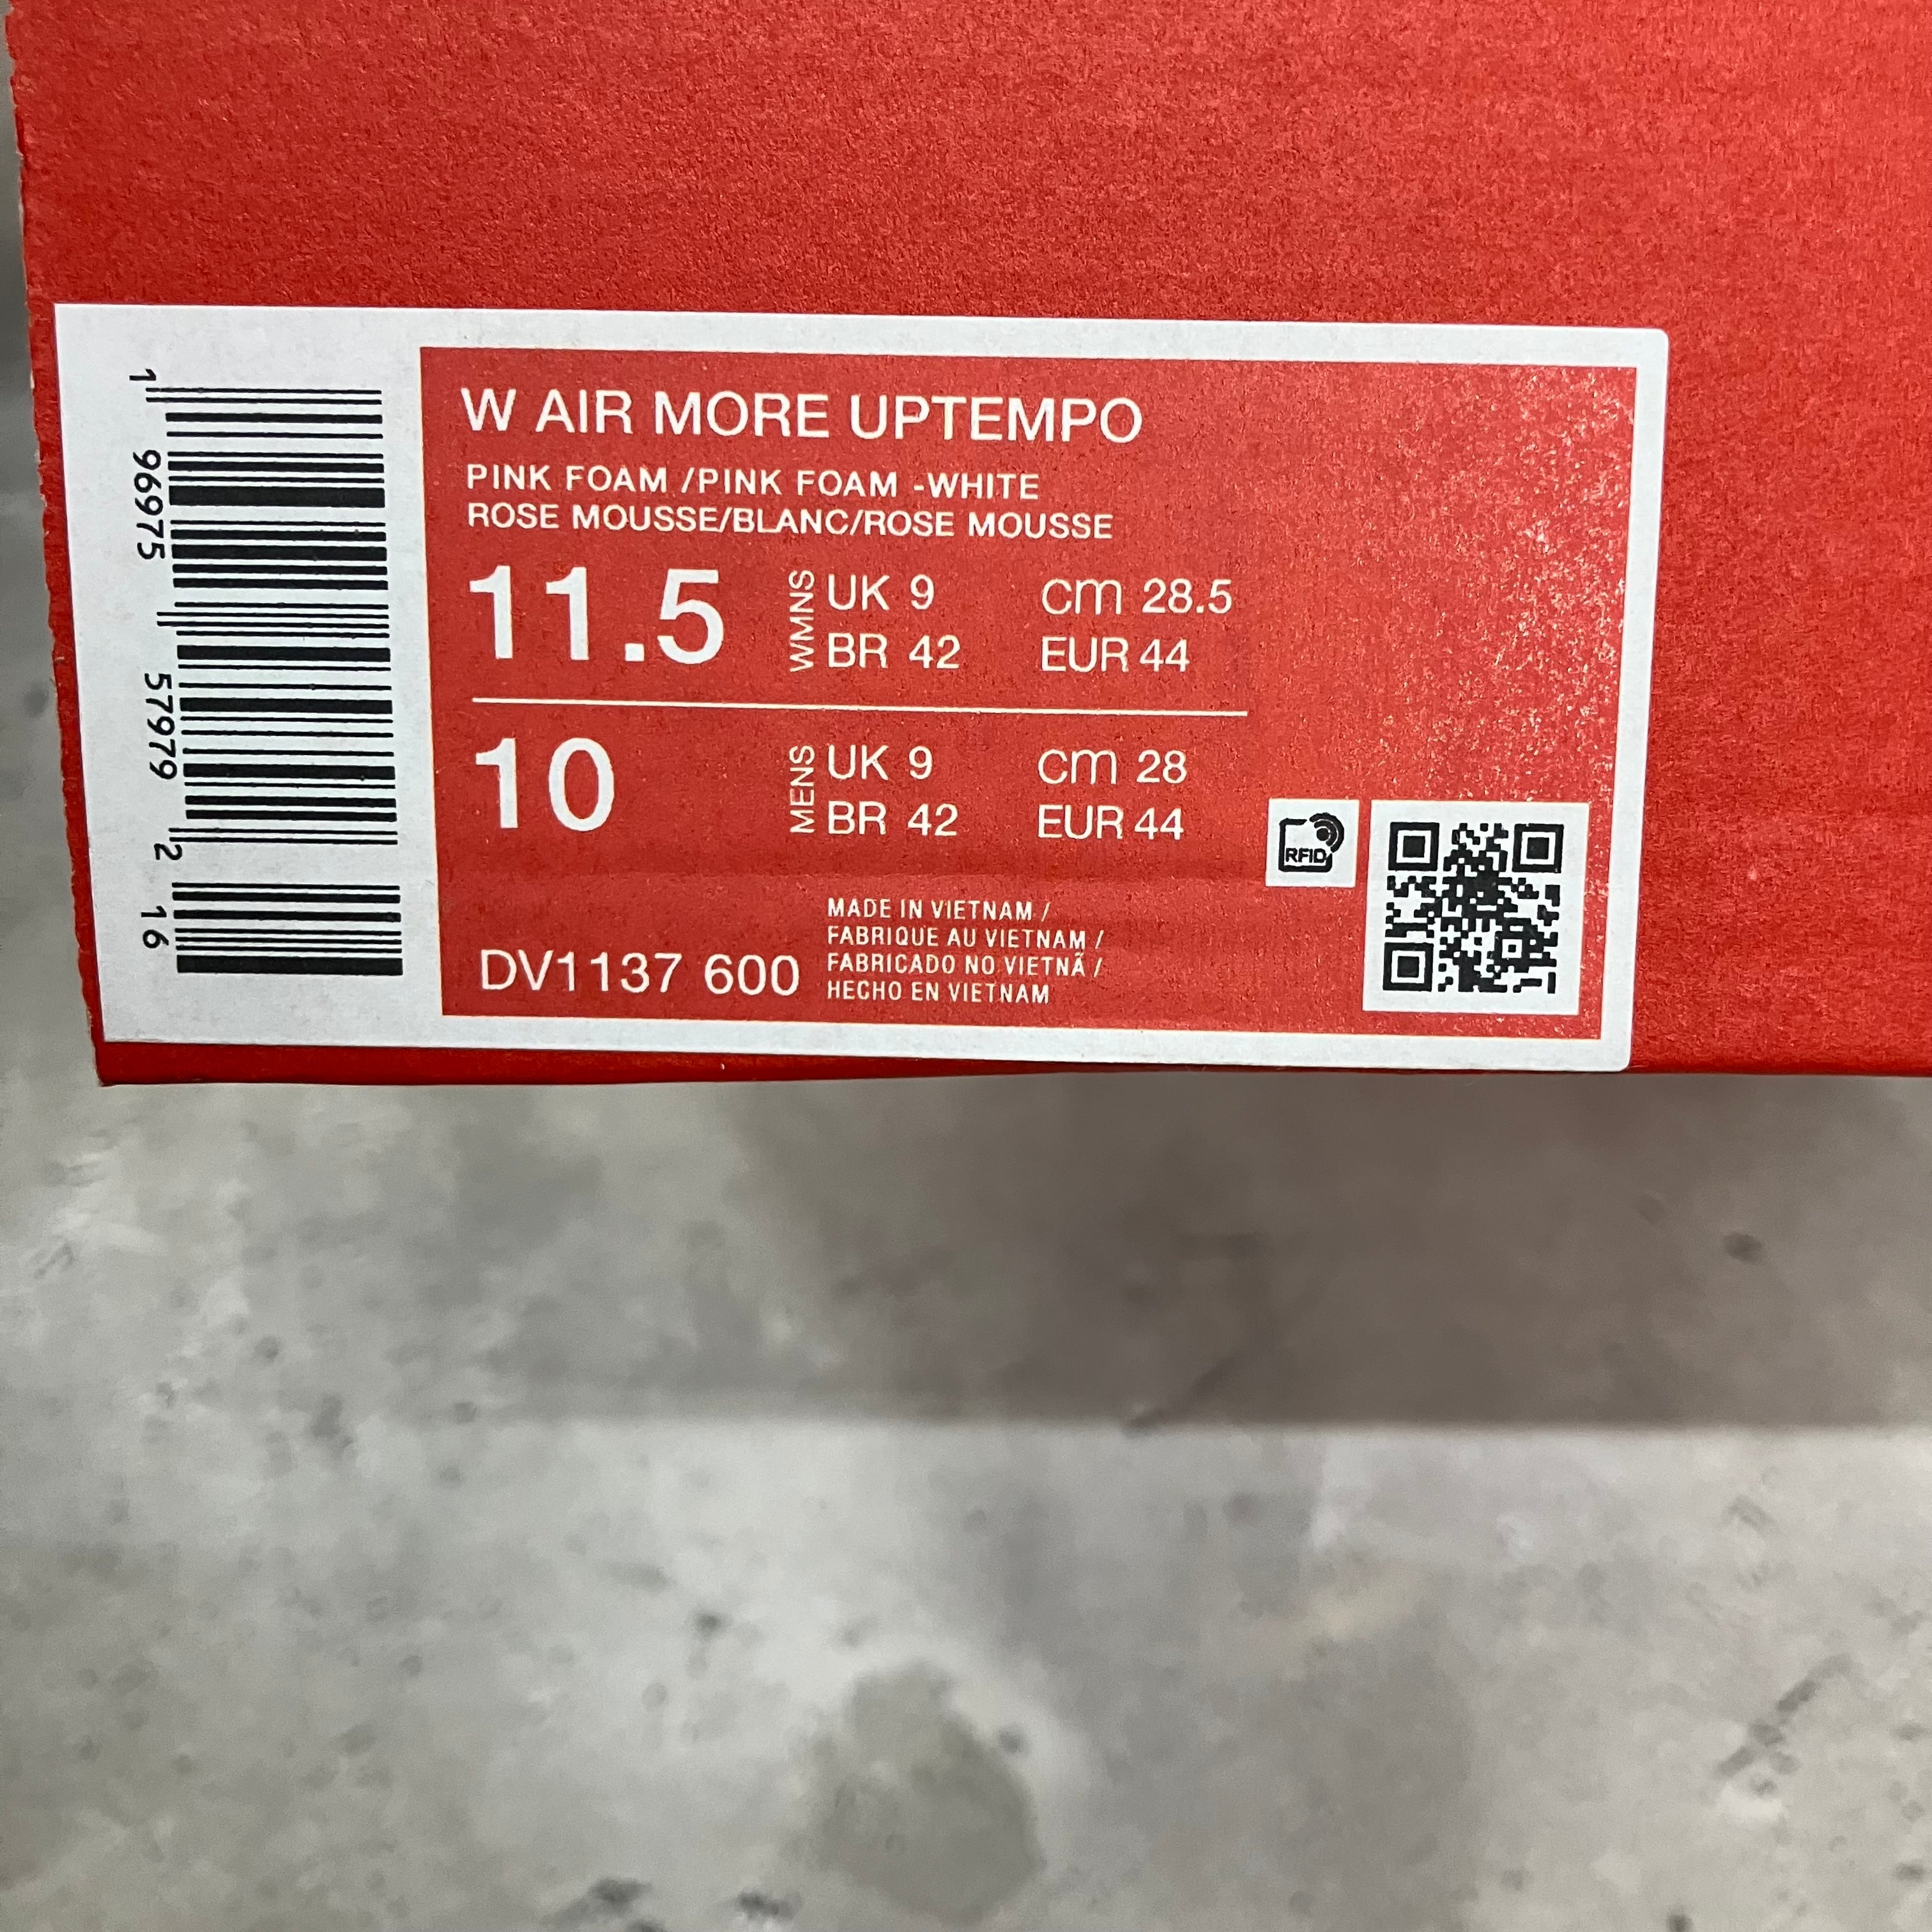 1 96975 57979 2 16
W AIR MORE UPTEMPO
PINK FOAM /PINK FOAM -WHITE
ROSE MOUSSE/BLANC/ROSE MOUSSE
11.5 WMNS UK 9 cm 28.5
BR 42 EUR 44
10 MENS UK 9 cm 28
BR 42 EUR 44
RFID
DV1137 600
MADE IN VIETNAM /
FABRIQUE AU VIETNAM /
FABRICADO NO VIETNÃ /
HECHO EN VIETNAM